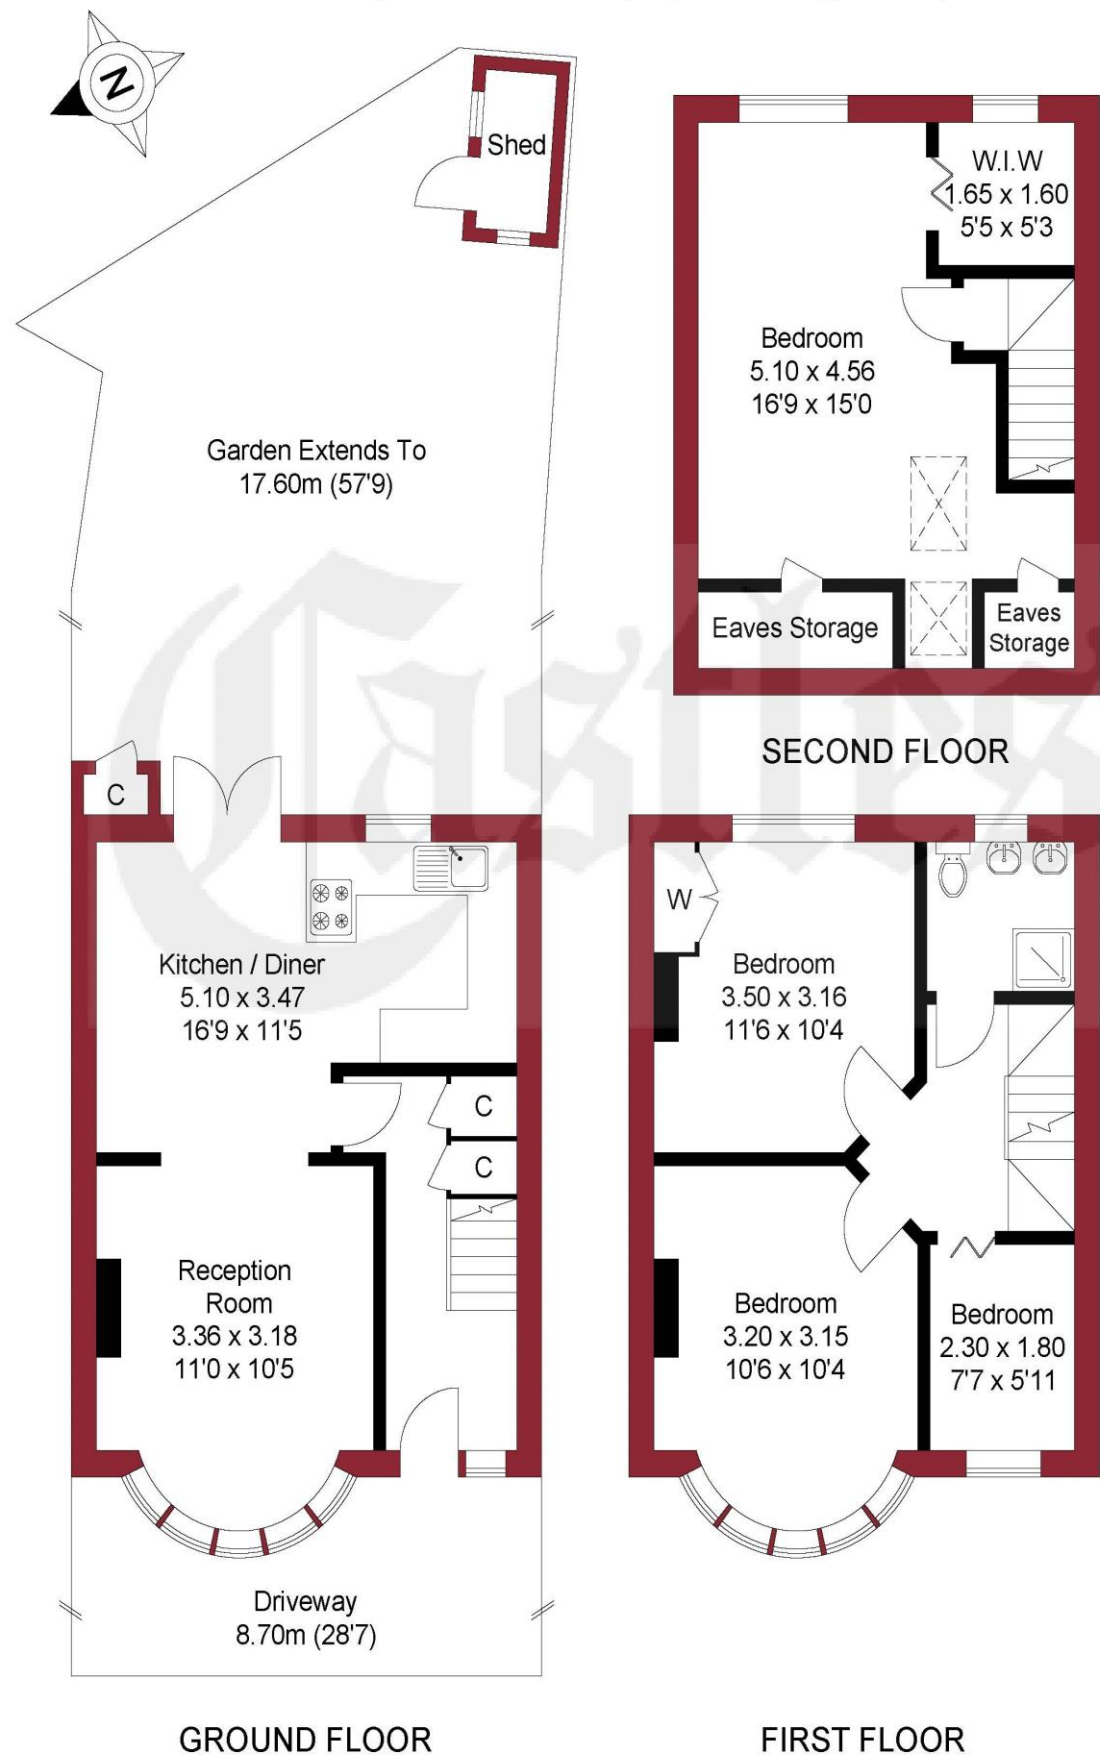 N
Shed
Garden Extends To
17.60m (57'9)
C
Kitchen / Diner
5.10 x 3.47
16'9 x 11'5
C
C
Reception
Room
3.36 x 3.18
11'0 x 10'5
Driveway
8.70m (28'7)
GROUND FLOOR
W.I.W
1.65 x 1.60
5'5 x 5'3
Bedroom
5.10 x 4.56
16'9 x 15'0
Eaves Storage
Eaves
Storage
SECOND FLOOR
Castles
W
Bedroom
3.50 x 3.16
11'6 x 10'4
Bedroom
3.20 x 3.15
10'6 x 10'4
Bedroom
2.30 x 1.80
7'7 x 5'11
FIRST FLOOR